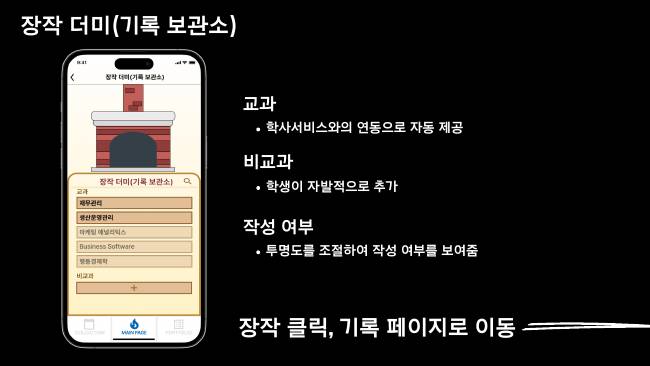 장작 더미(기록 보관소)
9:41
장작 더미(기록 보관소)
장작 더미(기록 보관소)
교과
재무관리
생산운영관리
마케팅 애널리틱스
Business Software
행동경제학
비교과
+
COLLECTION
MAIN PAGE
PORTFOLIO
교과
• 학사서비스와의 연동으로 자동 제공
비교과
• 학생이 자발적으로 추가
작성 여부
• 투명도를 조절하여 작성 여부를 보여줌
장작 클릭, 기록 페이지로 이동